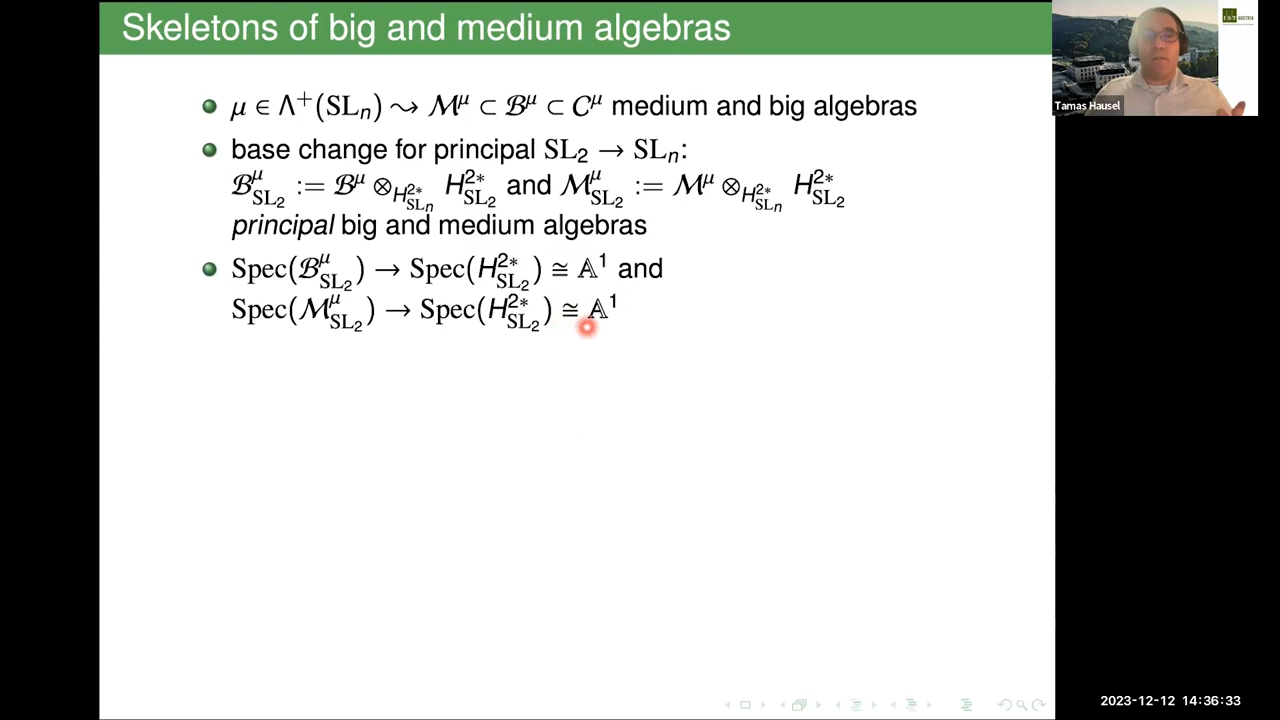 Skeletons of big and medium algebras
μ ∈ Λ⁺(SLₙ) ⇝ ℳ^μ ⊂ ℬ^μ ⊂ 𝒞^μ medium and big algebras
base change for principal SL₂ → SLₙ:
ℬ^μ_{SL₂} := ℬ^μ ⊗_{H^{2*}_{SLₙ}} H^{2*}_{SL₂} and ℳ^μ_{SL₂} := ℳ^μ ⊗_{H^{2*}_{SLₙ}} H^{2*}_{SL₂}
principal big and medium algebras
Spec(ℬ^μ_{SL₂}) → Spec(H^{2*}_{SL₂}) ≅ 𝔸¹ and
Spec(ℳ^μ_{SL₂}) → Spec(H^{2*}_{SL₂}) ≅ 𝔸¹
Tamas Hausel
2023-12-12 14:36:33